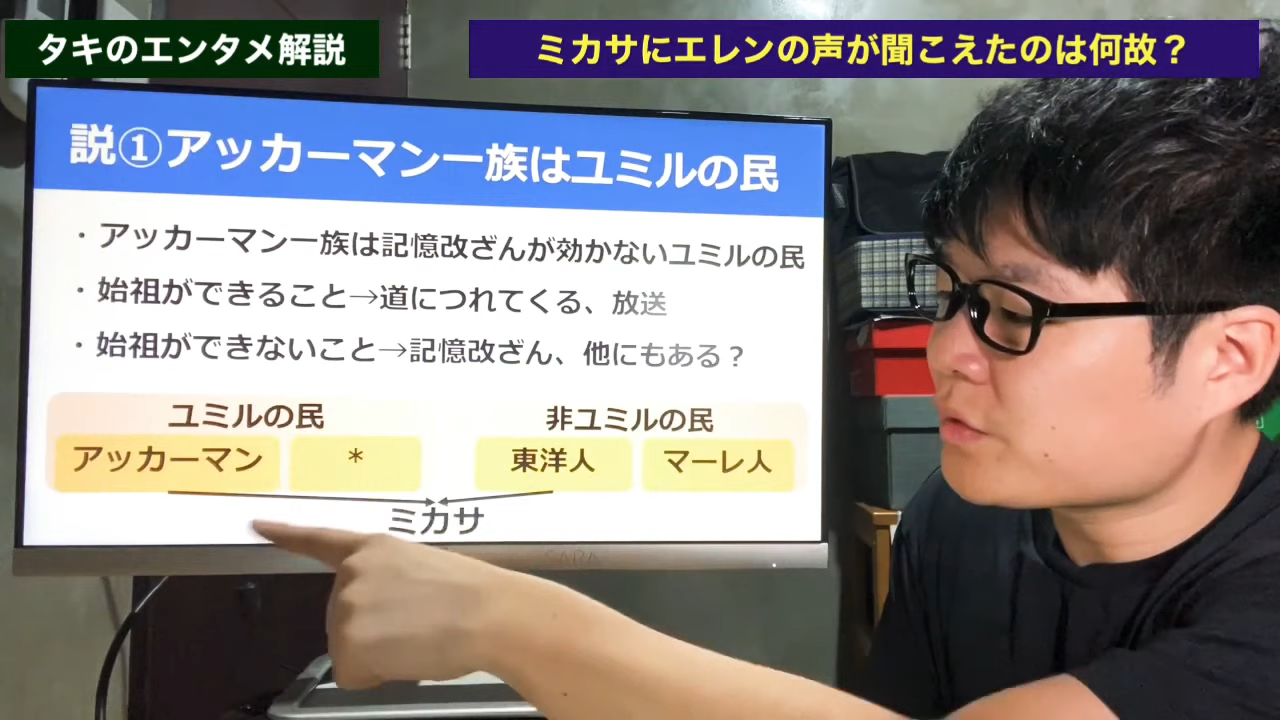 タキのエンタメ解説
ミカサにエレンの声が聞こえたのは何故？
説①アッカーマン一族はユミルの民
・アッカーマン一族は記憶改ざんが効かないユミルの民
・始祖ができること→道につれてくる、放送
・始祖ができないこと→記憶改ざん、他にもある？
ユミルの民
非ユミルの民
アッカーマン
*
東洋人
マーレ人
ミカサ